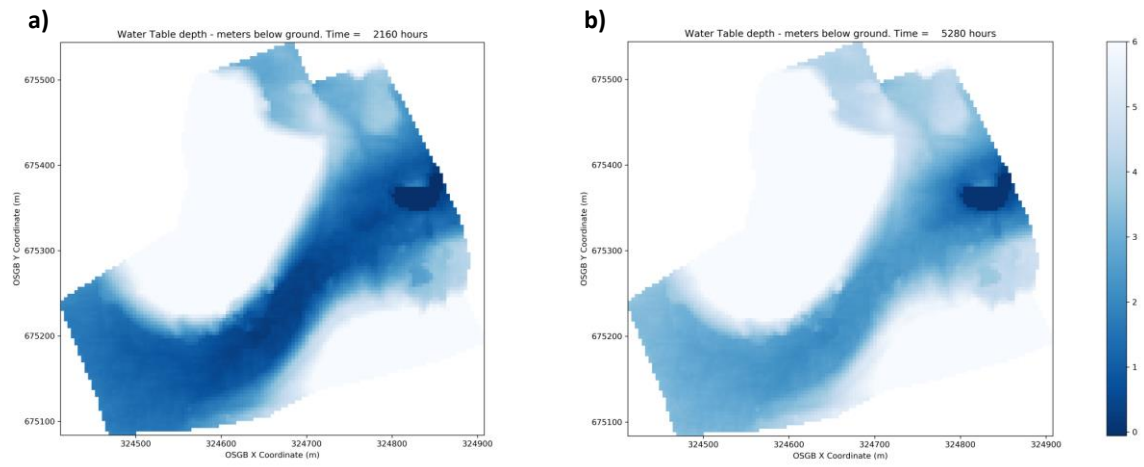 a)
Water Table depth - meters below ground. Time = 2160 hours
675500
675400
675300
675200
675100
OSGB Y Coordinate (m)
324500 324600 324700 324800 324900
OSGB X Coordinate (m)
b)
Water Table depth - meters below ground. Time = 5280 hours
675500
675400
675300
675200
675100
OSGB Y Coordinate (m)
324500 324600 324700 324800 324900
OSGB X Coordinate (m)
6
5
4
3
2
1
0